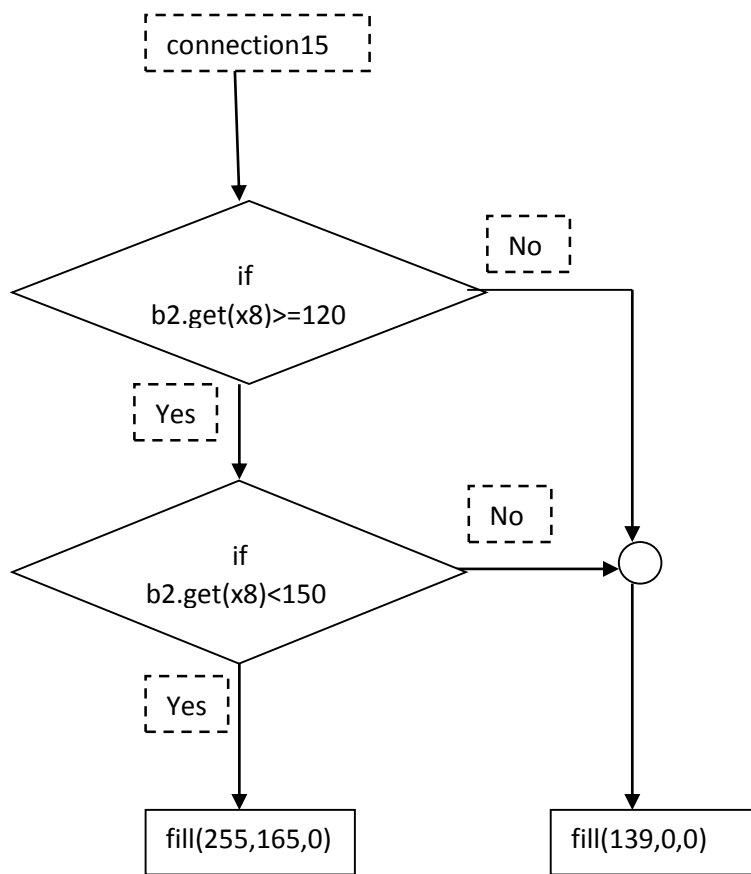 connection15
if
b2.get(x8)>=120
No
Yes
if
b2.get(x8)<150
No
Yes
fill(255,165,0)
fill(139,0,0)